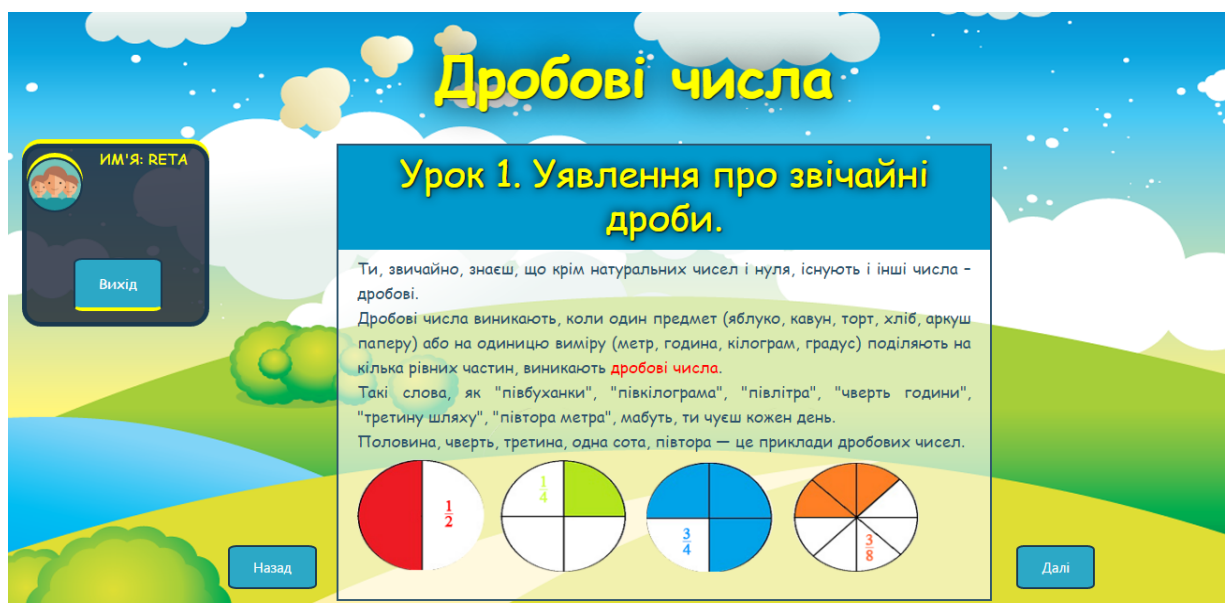 Дробові числа
ИМ'Я: RETA
Вихід
Урок 1. Уявлення про звічайні
дроби.
Ти, звичайно, знаєш, що крім натуральних чисел і нуля, існують і інші числа –
дробові.
Дробові числа виникають, коли один предмет (яблуко, кавун, торт, хліб, аркуш
паперу) або на одиницю виміру (метр, година, кілограм, градус) поділяють на
кілька рівних частин, виникають дробові числа.
Такі слова, як "півбуханки", "півкілограма", "півлітра", "чверть години",
"третину шляху", "півтора метра", мабуть, ти чуєш кожен день.
Половина, чверть, третина, одна сота, півтора — це приклади дробових чисел.
1/2
1/4
3/4
3/8
Назад
Далі